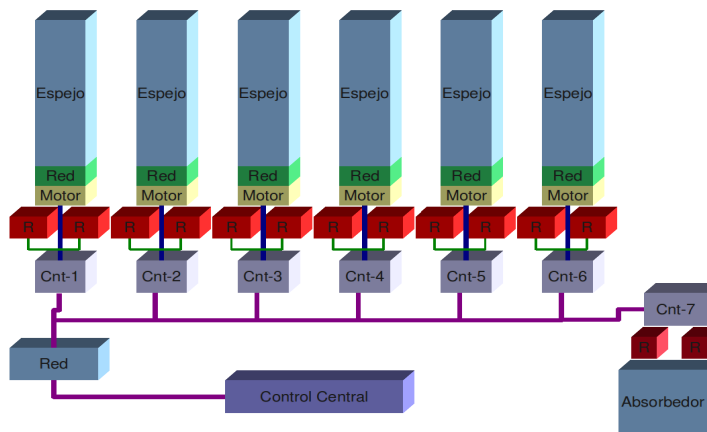 Espejo Espejo Espejo Espejo Espejo Espejo
Red Red Red Red Red Red
Motor Motor Motor Motor Motor Motor
R R R R R R R R R R R R
Cnt-1 Cnt-2 Cnt-3 Cnt-4 Cnt-5 Cnt-6
Cnt-7
R R
Red
Control Central
Absorbedor